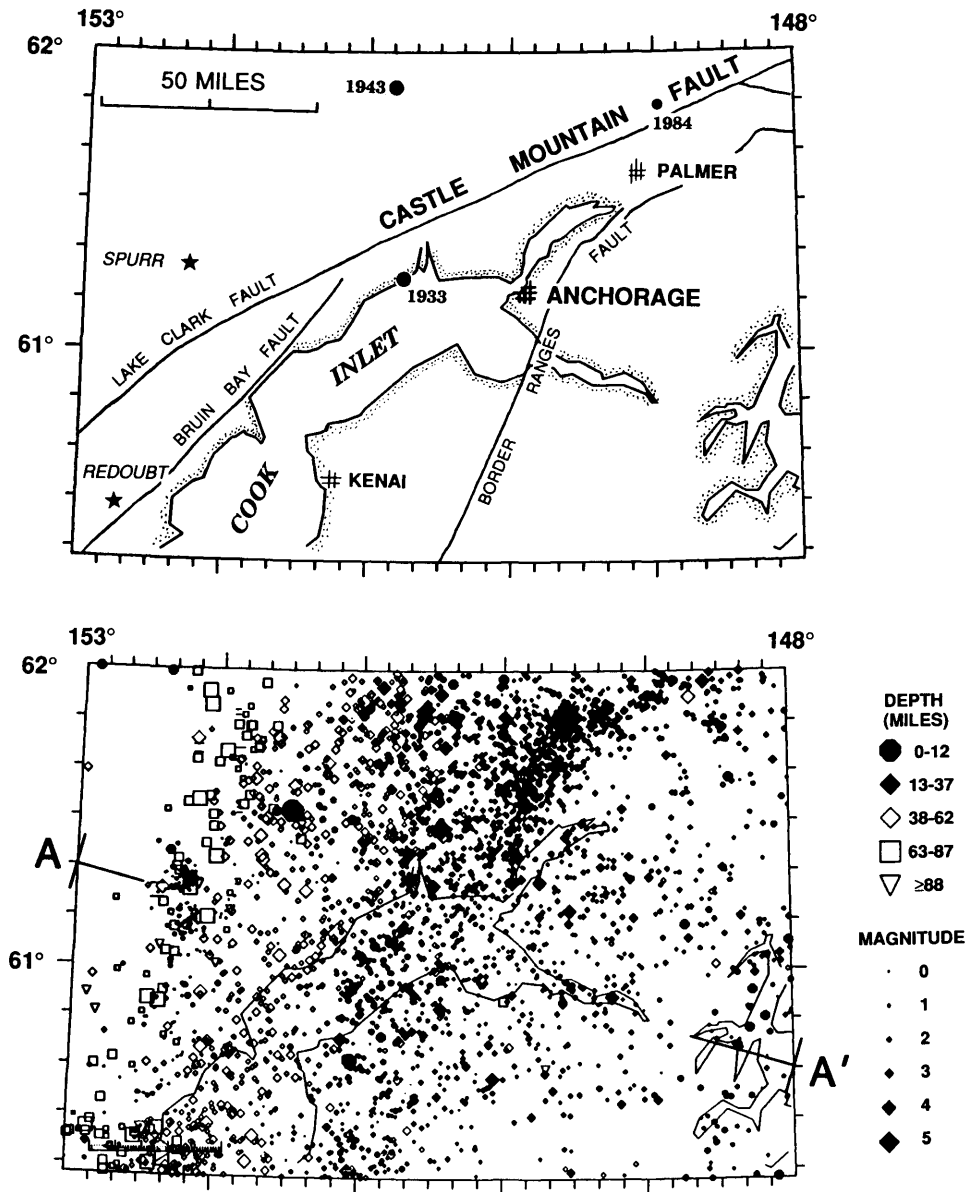 153°
148°
62°
50 MILES
1943
CASTLE MOUNTAIN FAULT
1984
PALMER
SPURR
LAKE CLARK FAULT
1933
FAULT
ANCHORAGE
61°
BRUIN BAY FAULT
INLET
RANGES
REDOUBT
COOK
KENAI
BORDER
153°
148°
62°
DEPTH
(MILES)
0-12
13-37
38-62
63-87
≥88
A
MAGNITUDE
61°
0
1
2
A'
3
4
5